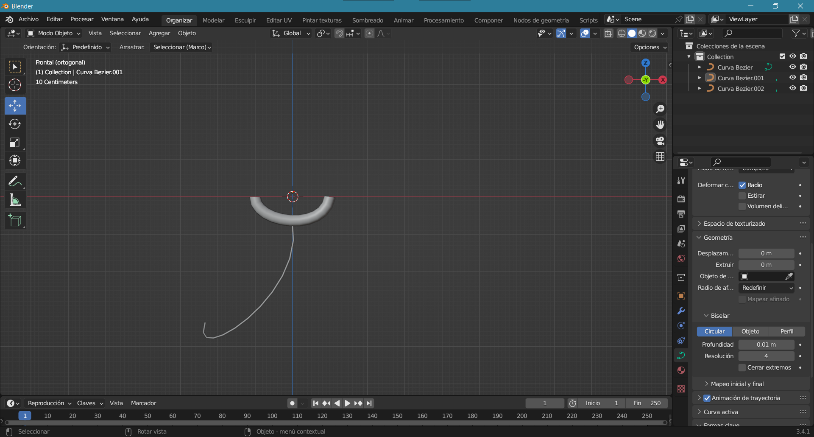 Blender
Archivo Editar Procesar Ventana Ayuda Organizar Modelar Esculpir Editar UV Pintar texturas Sombreado Animar Procesamiento Componer Nodos de geometría Scripts Scene ViewLayer
Modo Objeto Vista Seleccionar Agregar Objeto Global
Orientación: Predefinido Arrastrar: Seleccionar (Marco) Opciones
Frontal (ortogonal)
(1) Collection | Curva Bezier.001
10 Centimeters
Z
X
Colecciones de la escena
Collection
Curva Bezier
Curva Bezier.001
Curva Bezier.002
Deformar c... Radio
Estirar
Volumen deli...
Espacio de texturizado
Geometría
Desplazam... 0 m
Extruir 0 m
Objeto de ...
Radio de af... Redefinir
Mapear afinado
Biselar
Circular Objeto Perfil
Profundidad 0.01 m
Resolución 4
Cerrar extremos
Mapeo inicial y final
Animación de trayectoria
Curva activa
Formas clave
Reproducción Claves Vista Marcador 1 Inicio 1 Fin 250
1 10 20 30 40 50 60 70 80 90 100 110 120 130 140 150 160 170 180 190 200 210 220 230 240 250
Seleccionar Rotar vista Objeto - menú contextual 3.4.1